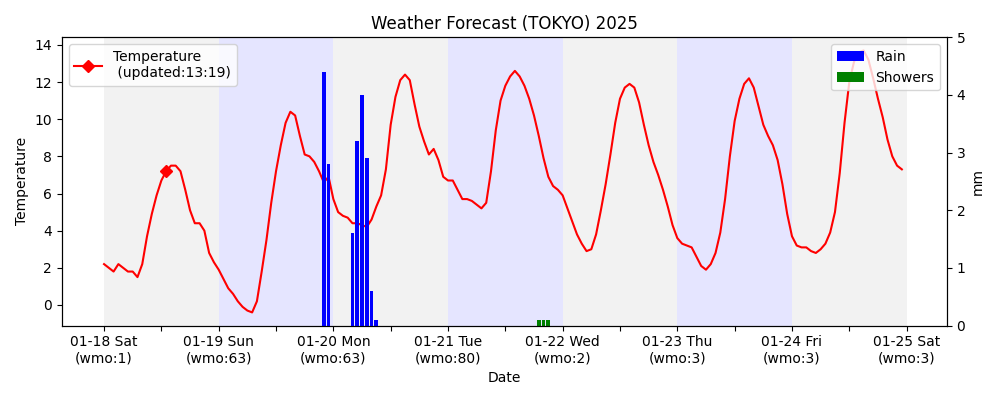 Weather Forecast (TOKYO) 2025
Temperature
(updated:13:19)
Rain
Showers
14
12
10
8
6
4
2
0
Temperature
5
4
3
2
1
0
mm
01-18 Sat
(wmo:1)
01-19 Sun
(wmo:63)
01-20 Mon
(wmo:63)
01-21 Tue
(wmo:80)
01-22 Wed
(wmo:2)
01-23 Thu
(wmo:3)
01-24 Fri
(wmo:3)
01-25 Sat
(wmo:3)
Date